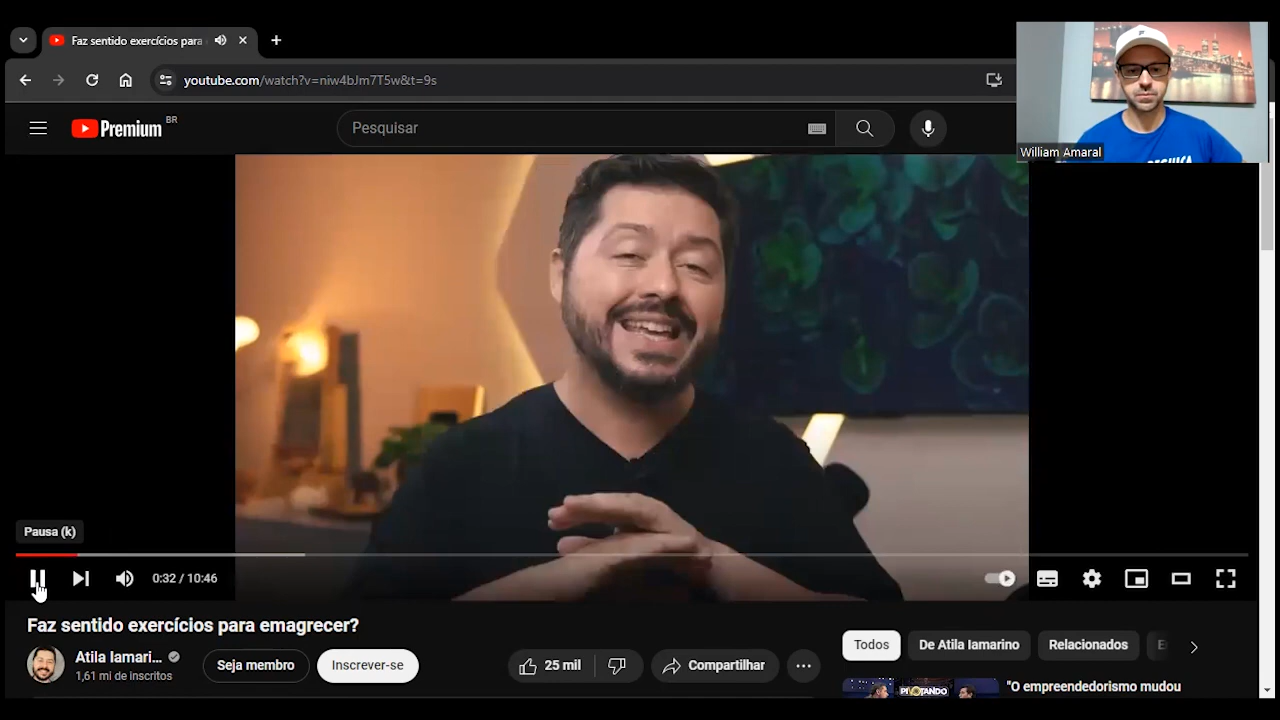 Faz sentido exercícios para
youtube.com/watch?v=niw4bJm7T5w&t=9s
Premium BR
Pesquisar
William Amaral
Pausa (k)
0:32 / 10:46
Faz sentido exercícios para emagrecer?
Atila Iamari...
1,61 mi de inscritos
Seja membro
Inscrever-se
25 mil
Compartilhar
Todos
De Atila Iamarino
Relacionados
"O empreendedorismo mudou